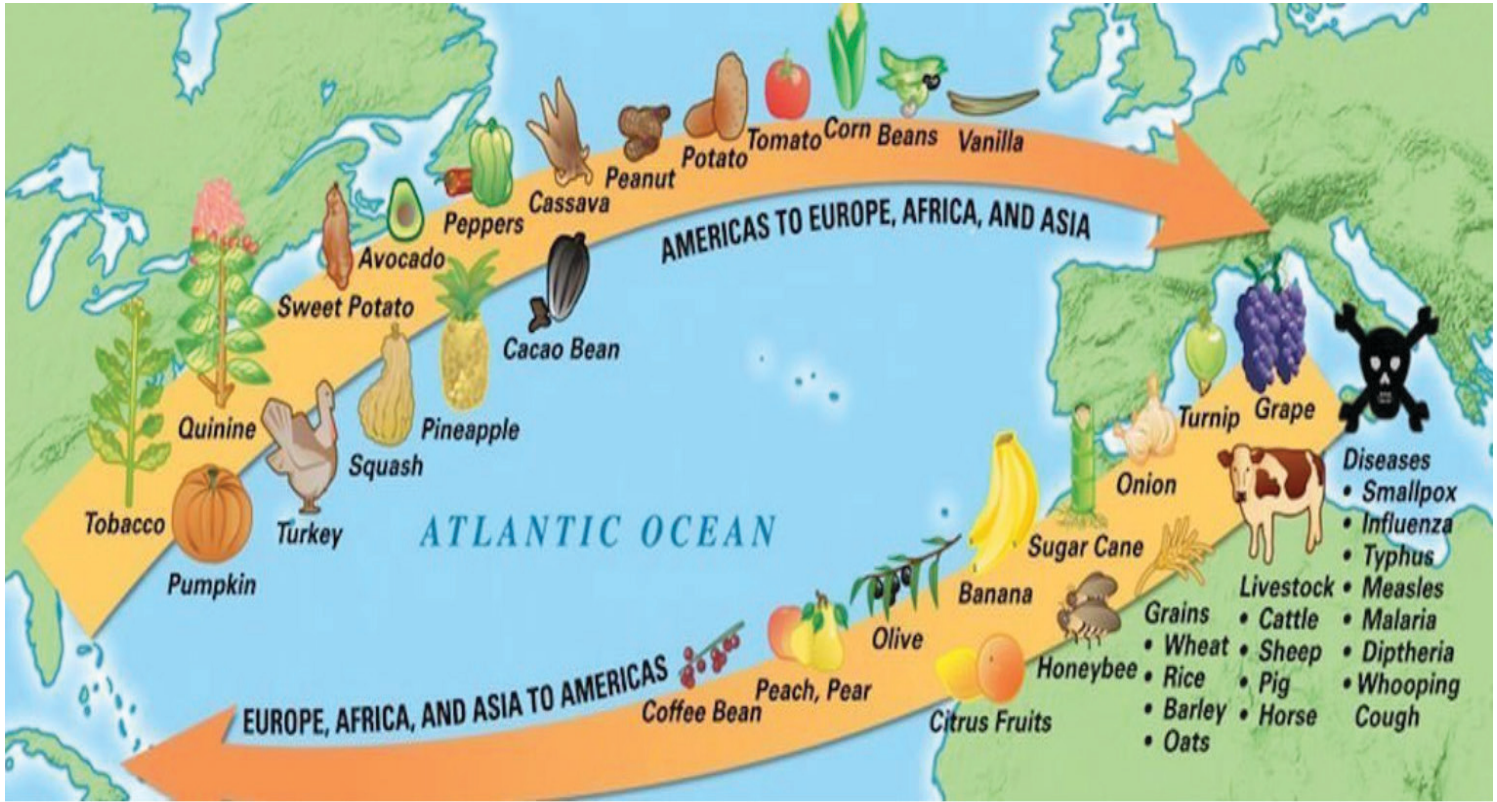 Tomato
Corn
Beans
Vanilla
Potato
Peanut
Cassava
Peppers
Avocado
Sweet Potato
AMERICAS TO EUROPE, AFRICA, AND ASIA
Cacao Bean
Quinine
Pineapple
Squash
Tobacco
Turkey
Pumpkin
ATLANTIC OCEAN
Turnip
Grape
Onion
Sugar Cane
Banana
Olive
Honeybee
Peach, Pear
Citrus Fruits
Coffee Bean
EUROPE, AFRICA, AND ASIA TO AMERICAS
Grains
• Wheat
• Rice
• Barley
• Oats
Livestock
• Cattle
• Sheep
• Pig
• Horse
Diseases
• Smallpox
• Influenza
• Typhus
• Measles
• Malaria
• Diptheria
• Whooping
Cough